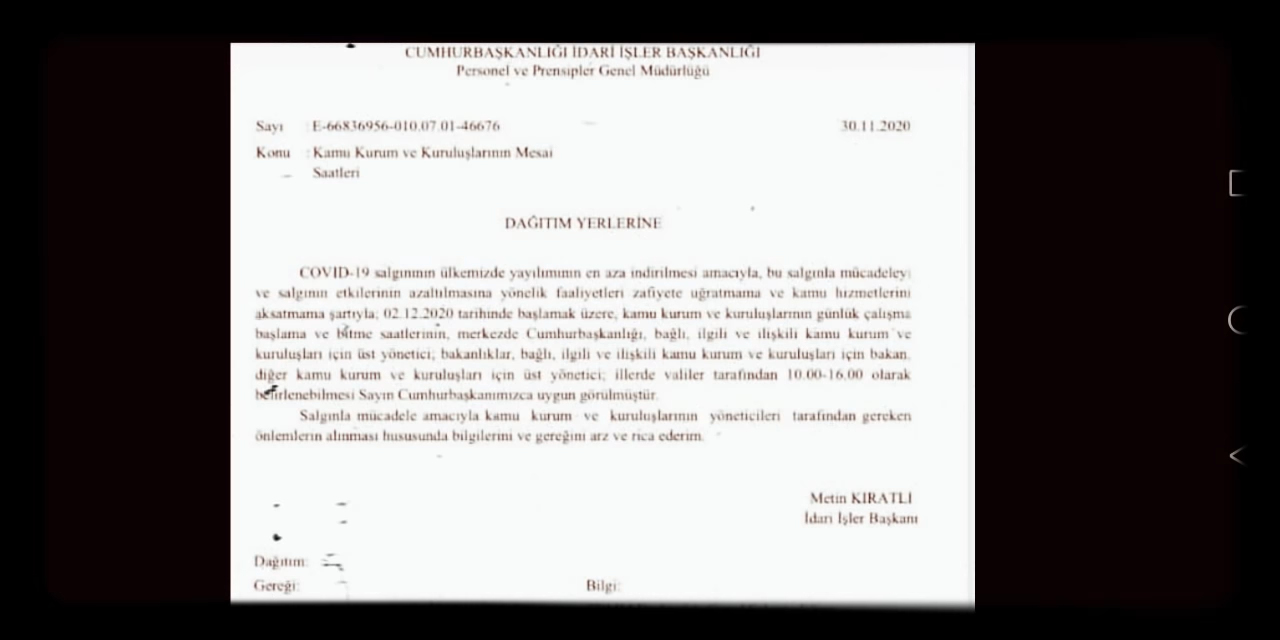 CUMHURBAŞKANLIĞI İDARİ İŞLER BAŞKANLIĞI
Personel ve Prensipler Genel Müdürlüğü
Sayı : E-66836956-010.07.01-46676 30.11.2020
Konu : Kamu Kurum ve Kuruluşlarının Mesai
Saatleri
DAĞITIM YERLERİNE
COVID-19 salgınının ülkemizde yayılımının en aza indirilmesi amacıyla, bu salgınla mücadeleyi
ve salgının etkilerinin azaltılmasına yönelik faaliyetleri zafiyete uğratmama ve kamu hizmetlerini
aksatmama şartıyla; 02.12.2020 tarihinde başlamak üzere, kamu kurum ve kuruluşlarının günlük çalışma
başlama ve bitme saatlerinin, merkezde Cumhurbaşkanlığı, bağlı, ilgili ve ilişkili kamu kurum ve
kuruluşları için üst yönetici; bakanlıklar, bağlı, ilgili ve ilişkili kamu kurum ve kuruluşları için bakan,
diğer kamu kurum ve kuruluşları için üst yönetici; illerde valiler tarafından 10.00-16.00 olarak
belirlenebilmesi Sayın Cumhurbaşkanımızca uygun görülmüştür.
Salgınla mücadele amacıyla kamu kurum ve kuruluşlarının yöneticileri tarafından gereken
önlemlerin alınması hususunda bilgilerini ve gereğini arz ve rica ederim.
Metin KIRATLI
İdari İşler Başkanı
Dağıtım:
Gereği: Bilgi: